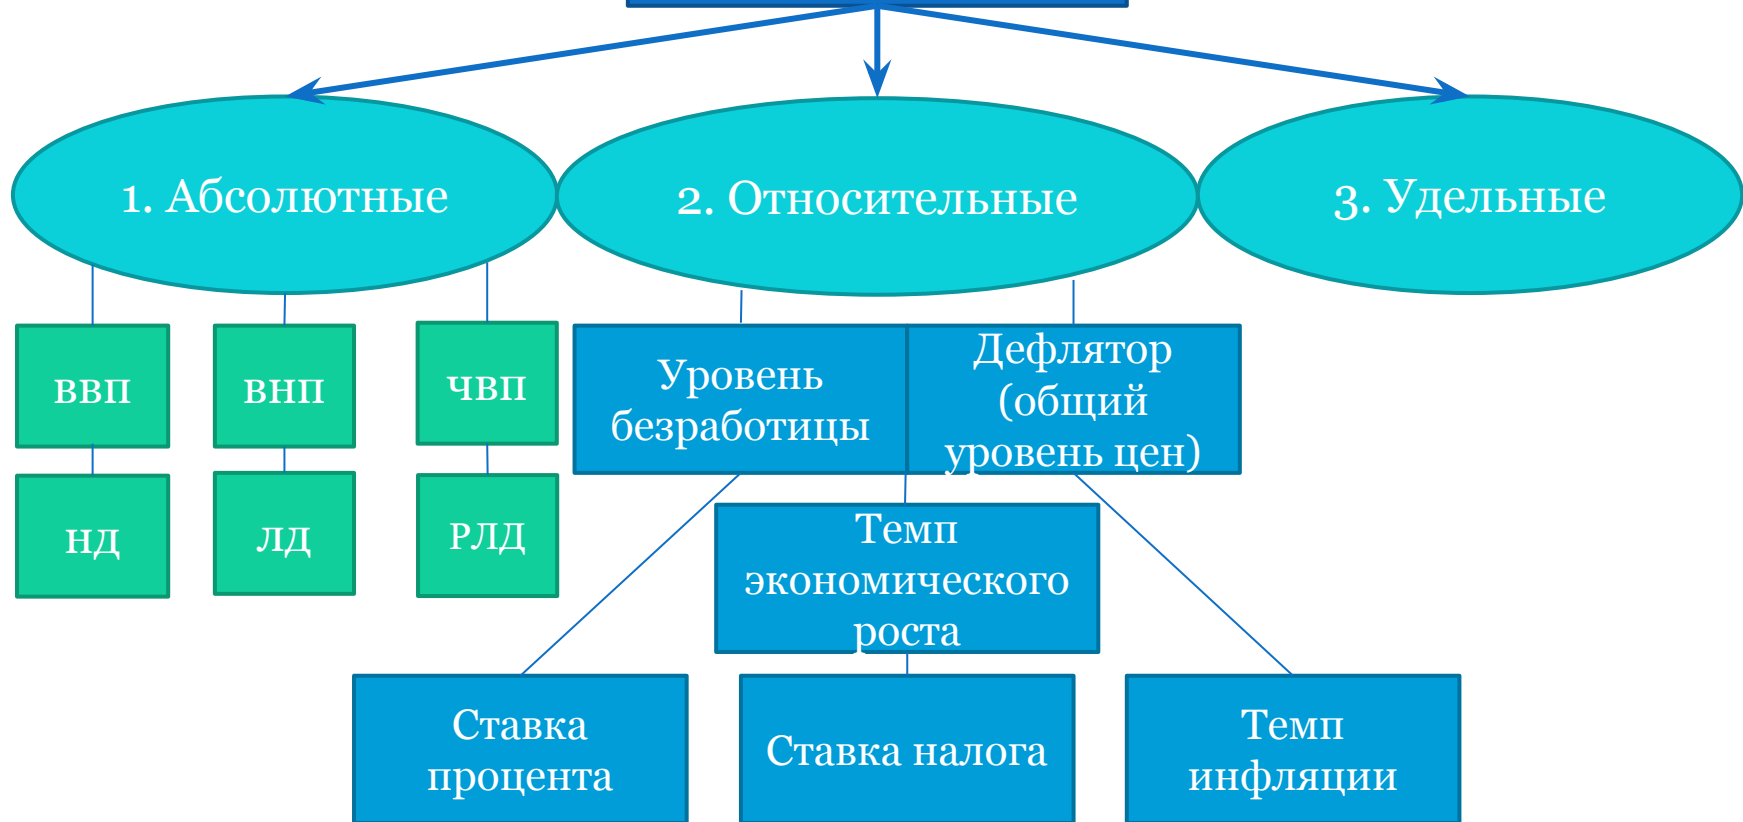 1. Абсолютные
2. Относительные
3. Удельные
ВВП
ВНП
ЧВП
НД
ЛД
РЛД
Уровень
безработицы
Дефлятор
(общий
уровень цен)
Темп
экономического
роста
Ставка
процента
Ставка налога
Темп
инфляции